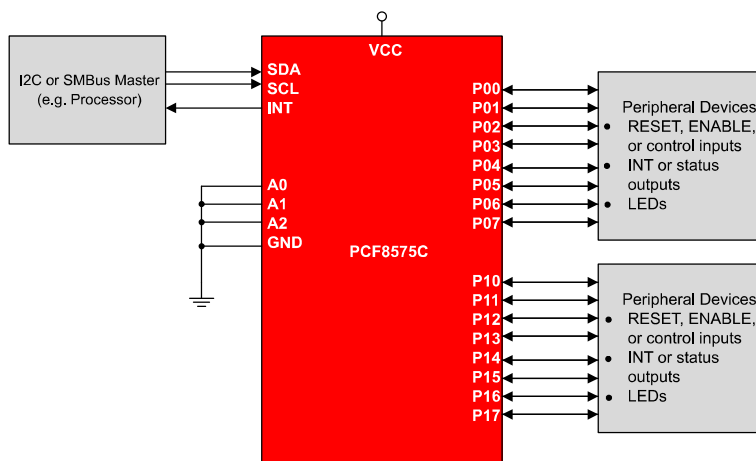 VCC
I2C or SMBus Master
(e.g. Processor)
SDA
SCL
INT
A0
A1
A2
GND
PCF8575C
P00
P01
P02
P03
P04
P05
P06
P07
P10
P11
P12
P13
P14
P15
P16
P17
Peripheral Devices
• RESET, ENABLE,
or control inputs
• INT or status
outputs
• LEDs
Peripheral Devices
• RESET, ENABLE,
or control inputs
• INT or status
outputs
• LEDs